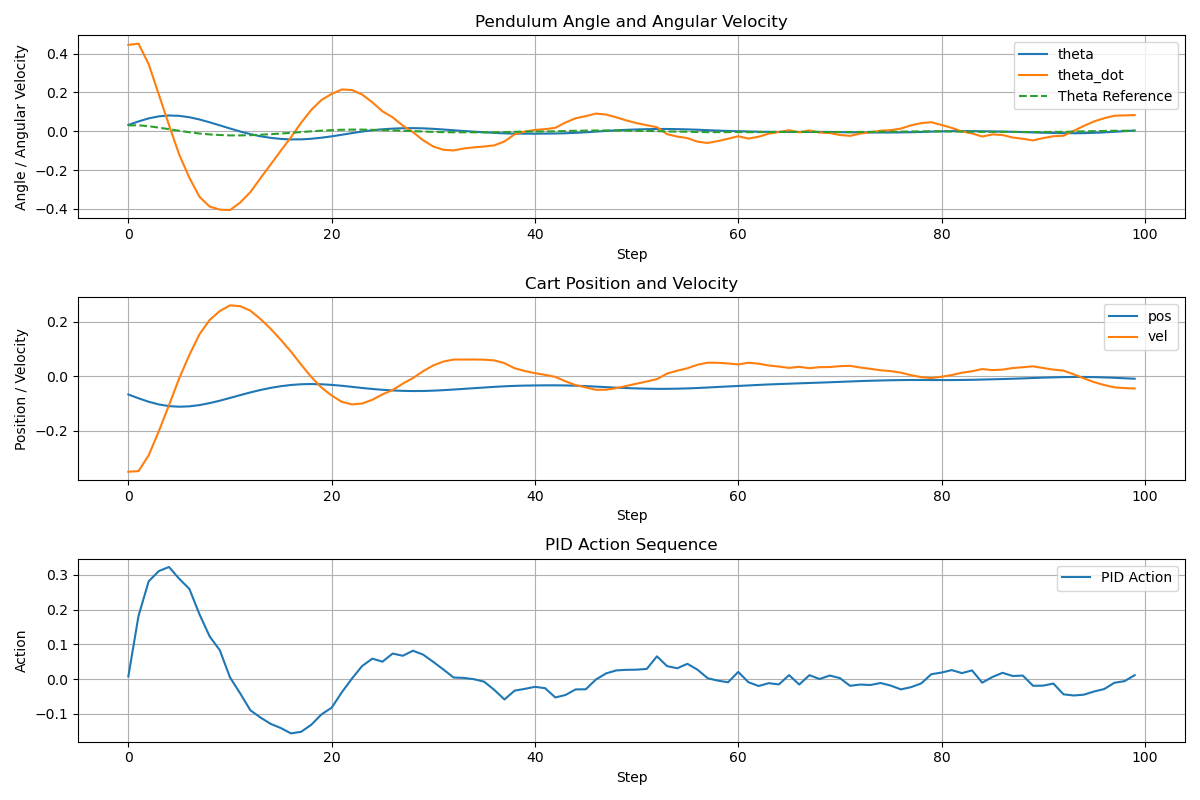 Pendulum Angle and Angular Velocity
Angle / Angular Velocity
0.4
0.2
0.0
−0.2
−0.4
theta
theta_dot
Theta Reference
0
20
40
60
80
100
Step
Cart Position and Velocity
Position / Velocity
0.2
0.0
−0.2
pos
vel
0
20
40
60
80
100
Step
PID Action Sequence
Action
0.3
0.2
0.1
0.0
−0.1
PID Action
0
20
40
60
80
100
Step